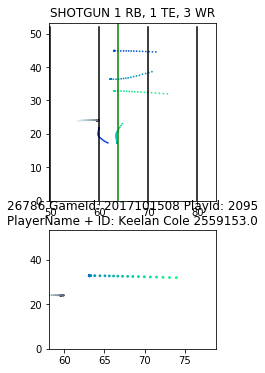 SHOTGUN 1 RB, 1 TE, 3 WR
50
40
30
20
10
0
50 60 70 80
26786 GameId: 2017101508 PlayId: 2095
PlayerName + ID: Keelan Cole 2559153.0
40
20
0
60 65 70 75